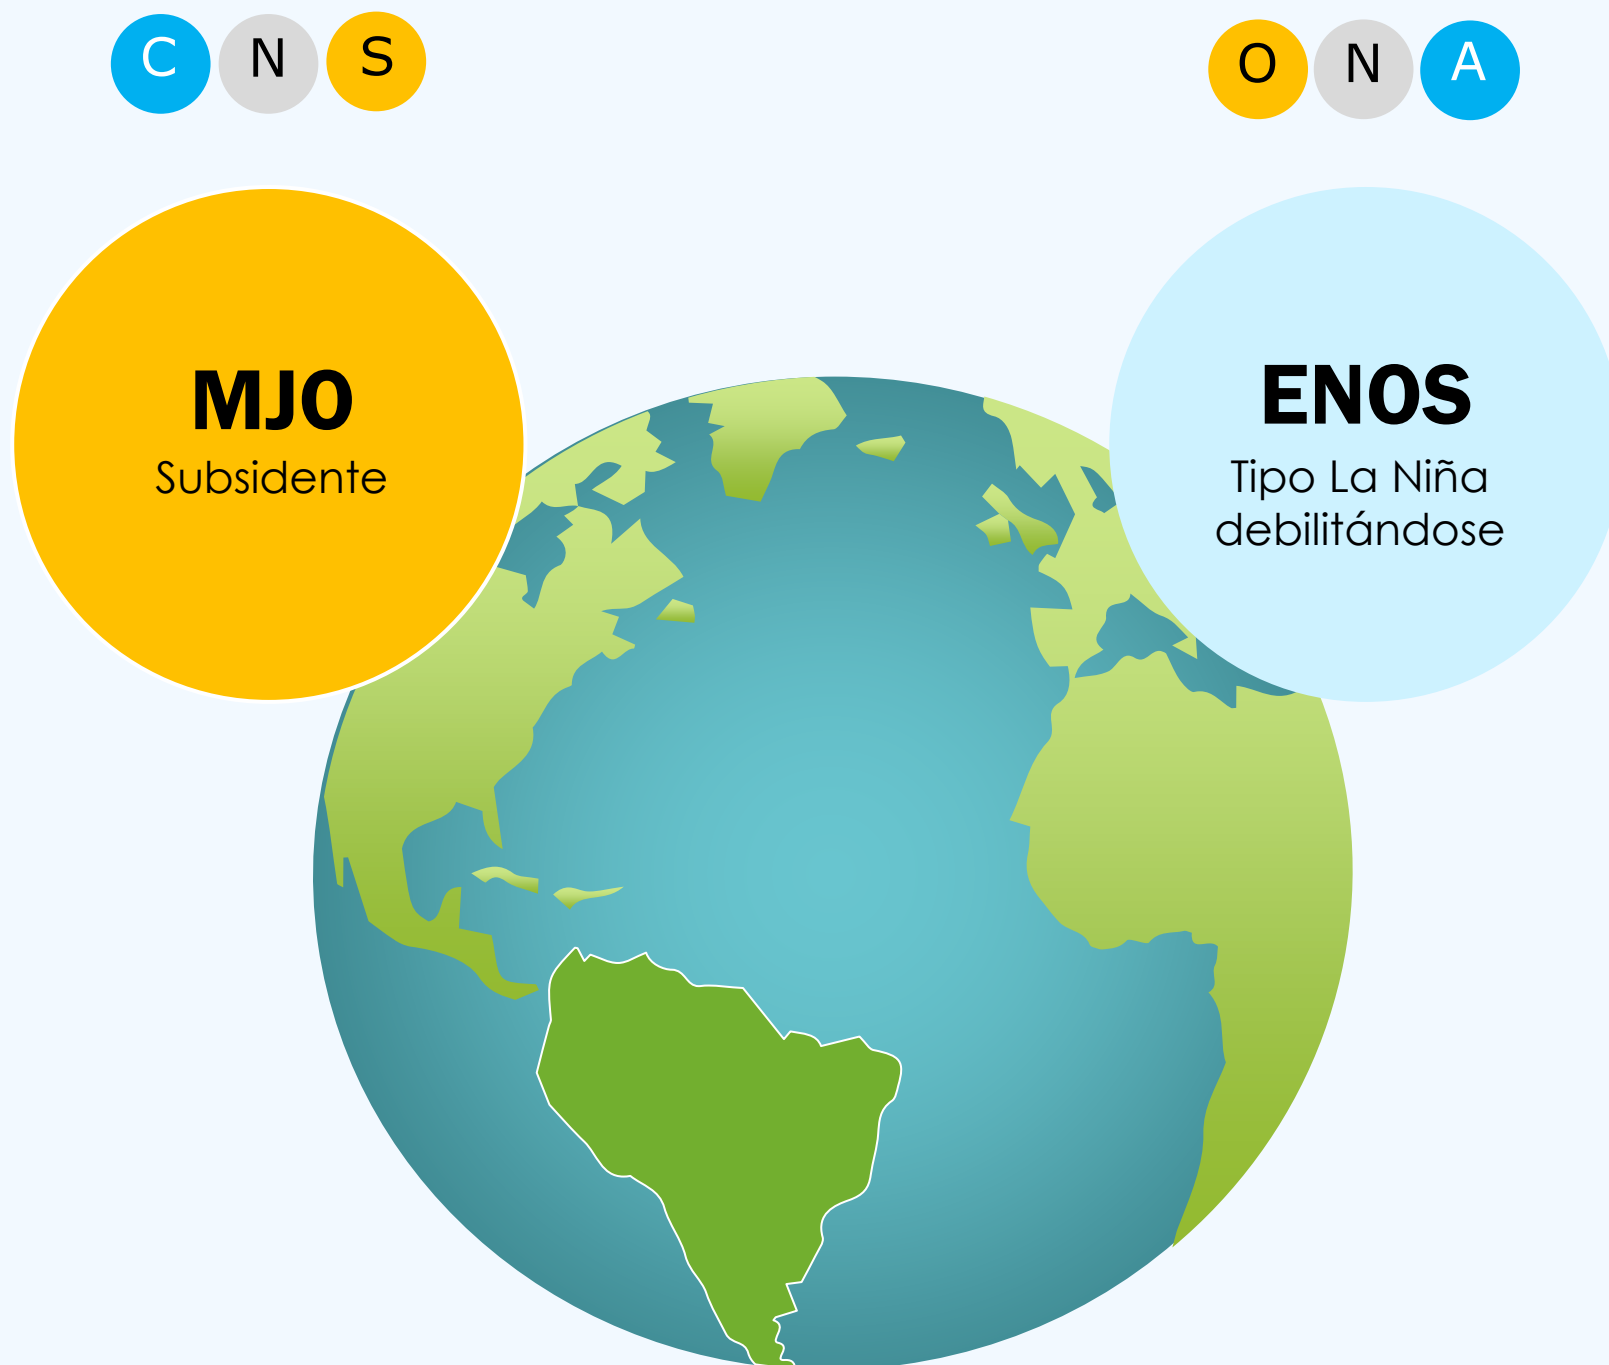 C N S
O N A
MJO
Subsidente
ENOS
Tipo La Niña
debilitándose